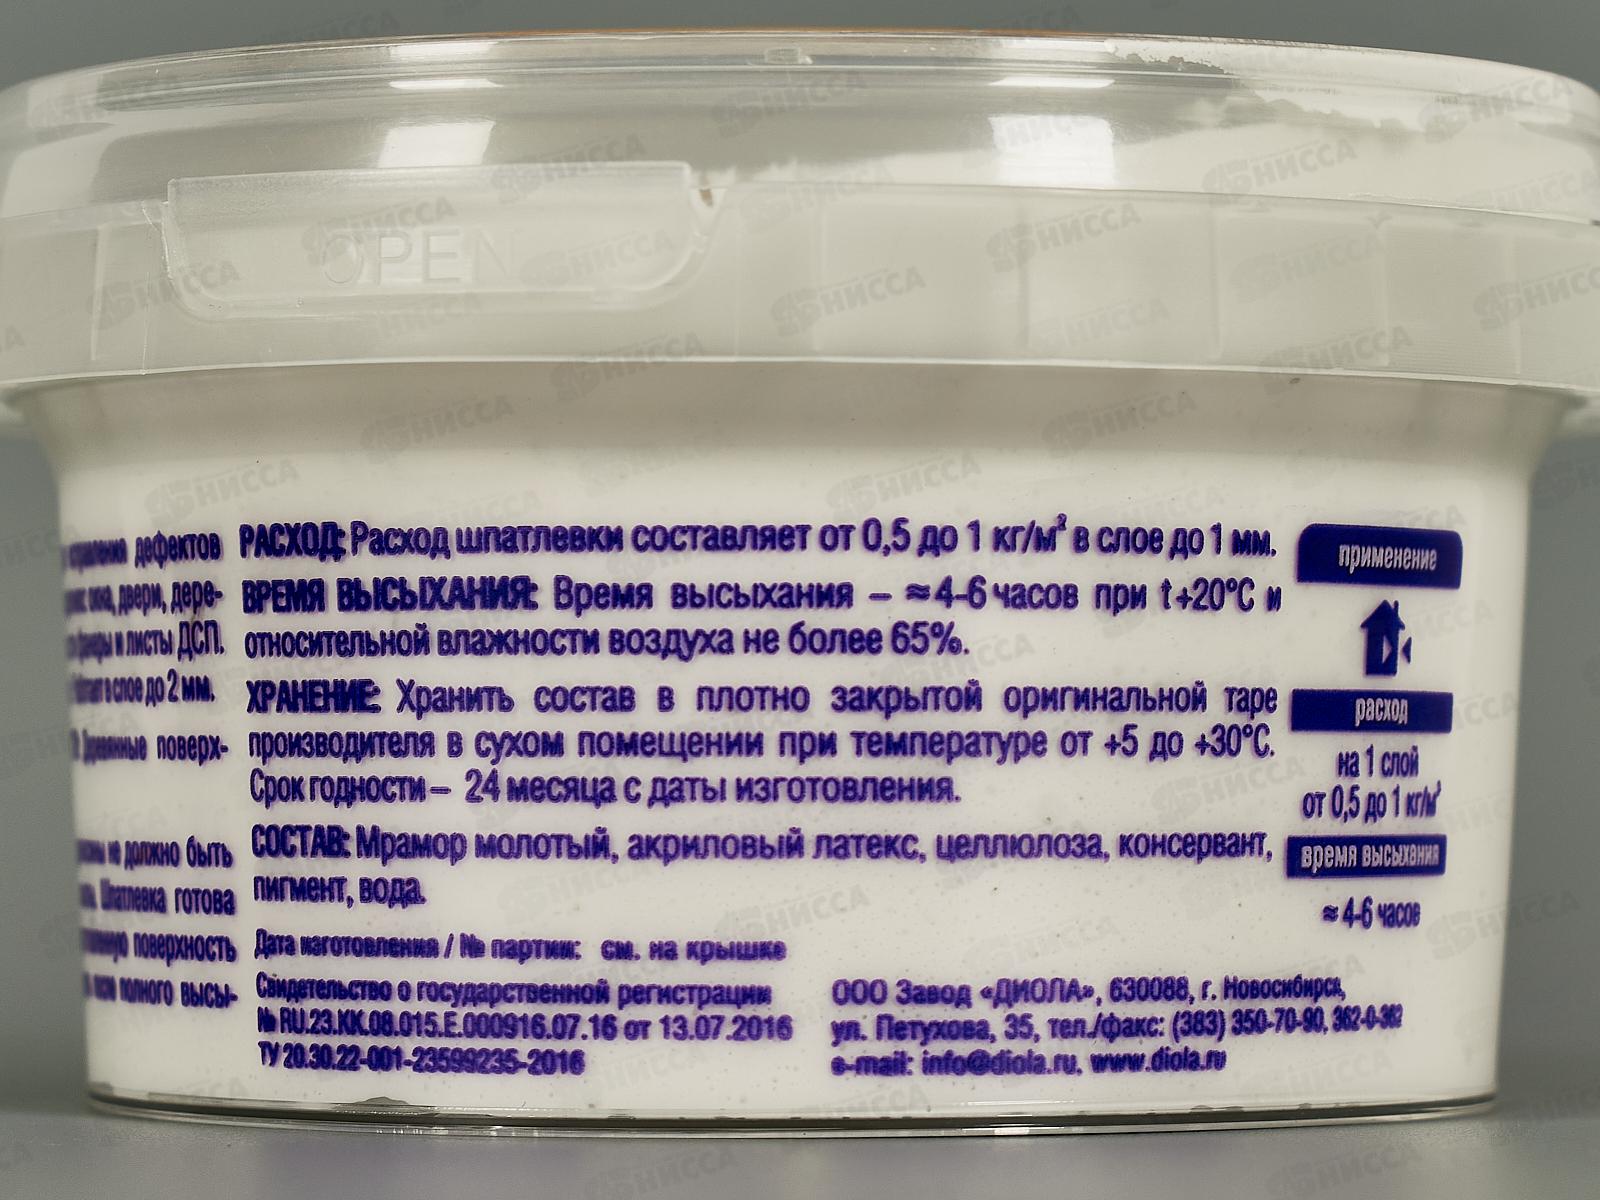 OPEN
дефектов
окна, двери, дере-
фанеры и листы ДСП.
в слое до 2 мм.
Деревянные поверх-
не должно быть
Шпатлевка готова
поверхность
полного высы-
РАСХОД: Расход шпатлевки составляет от 0,5 до 1 кг/м² в слое до 1 мм.
ВРЕМЯ ВЫСЫХАНИЯ: Время высыхания – ≈4-6 часов при t+20°С и
относительной влажности воздуха не более 65%.
ХРАНЕНИЕ: Хранить состав в плотно закрытой оригинальной таре
производителя в сухом помещении при температуре от +5 до +30°С.
Срок годности – 24 месяца с даты изготовления.
СОСТАВ: Мрамор молотый, акриловый латекс, целлюлоза, консервант,
пигмент, вода.
Дата изготовления / № партии: см. на крышке
Свидетельство о государственной регистрации
№ RU.23.КК.08.015.Е.000916.07.16 от 13.07.2016
ТУ 20.30.22-001-23599235-2016
ООО Завод «ДИОЛА», 630088, г. Новосибирск,
ул. Петухова, 35, тел./факс: (383) 350-70-90,
e-mail: info@diola.ru, www.diola.ru
применение
расход
на 1 слой
от 0,5 до 1 кг/м²
время высыхания
≈ 4-6 часов
НИССА